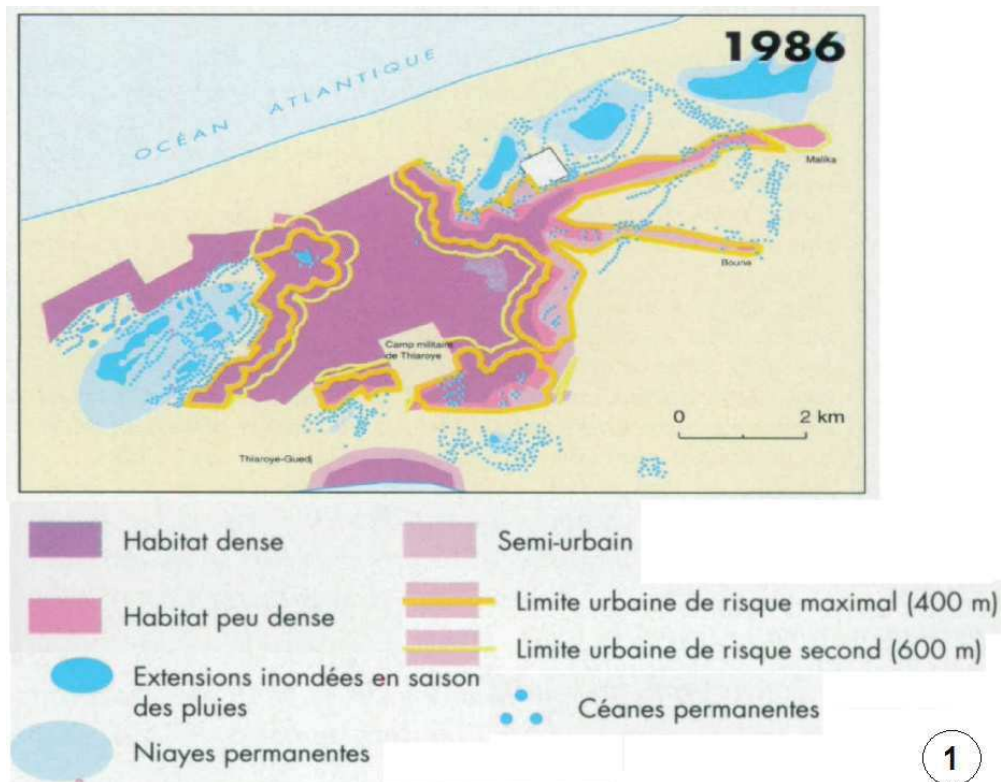 1986
OCÉAN ATLANTIQUE
Malika
Boune
Camp militaire
de Thiaroye
0 2 km
Thiaroye-Guedj
Habitat dense
Semi-urbain
Habitat peu dense
Limite urbaine de risque maximal (400 m)
Limite urbaine de risque second (600 m)
Extensions inondées en saison
des pluies
Céanes permanentes
Niayes permanentes
1